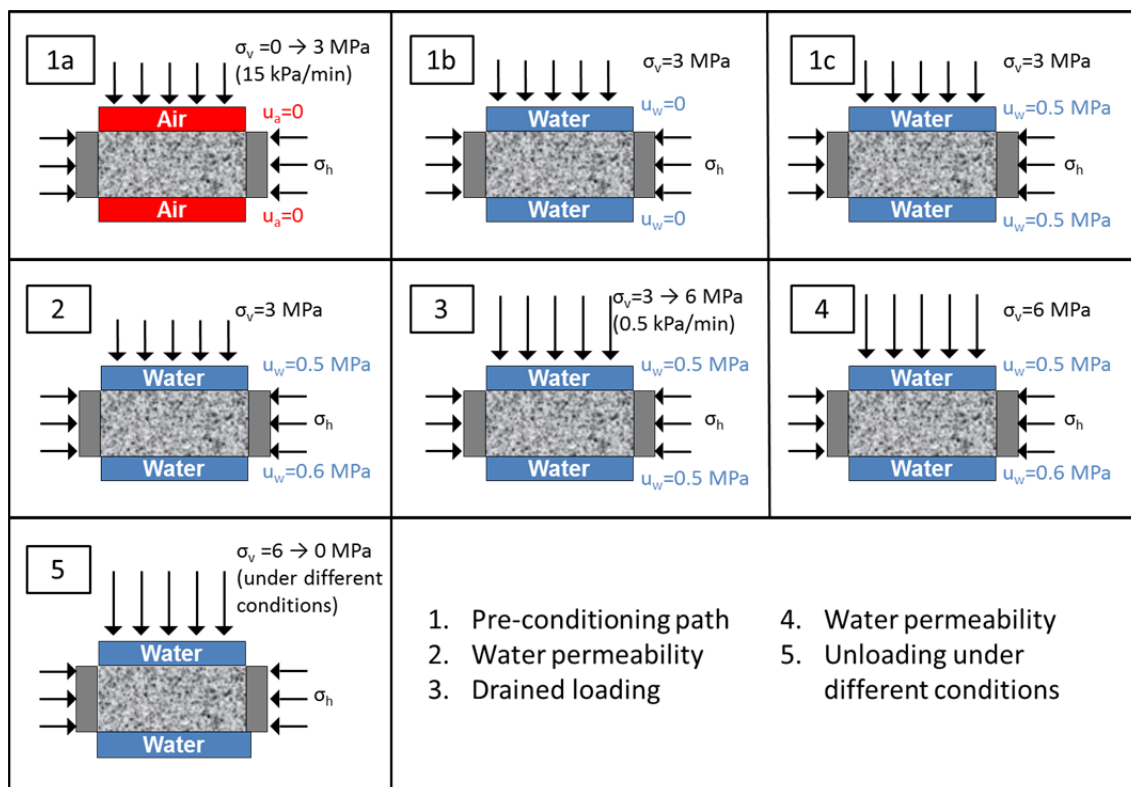 1a
σv =0 → 3 MPa
(15 kPa/min)
Air
ua=0
σh
Air
ua=0
1b
σv=3 MPa
Water
uw=0
σh
Water
uw=0
1c
σv=3 MPa
Water
uw=0.5 MPa
σh
Water
uw=0.5 MPa
2
σv=3 MPa
uw=0.5 MPa
Water
σh
Water
uw=0.6 MPa
3
σv=3 → 6 MPa
(0.5 kPa/min)
uw=0.5 MPa
Water
σh
Water
uw=0.5 MPa
4
σv=6 MPa
uw=0.5 MPa
Water
σh
Water
uw=0.6 MPa
5
σv =6 → 0 MPa
(under different
conditions)
Water
σh
Water
1. Pre-conditioning path
2. Water permeability
3. Drained loading
4. Water permeability
5. Unloading under
different conditions